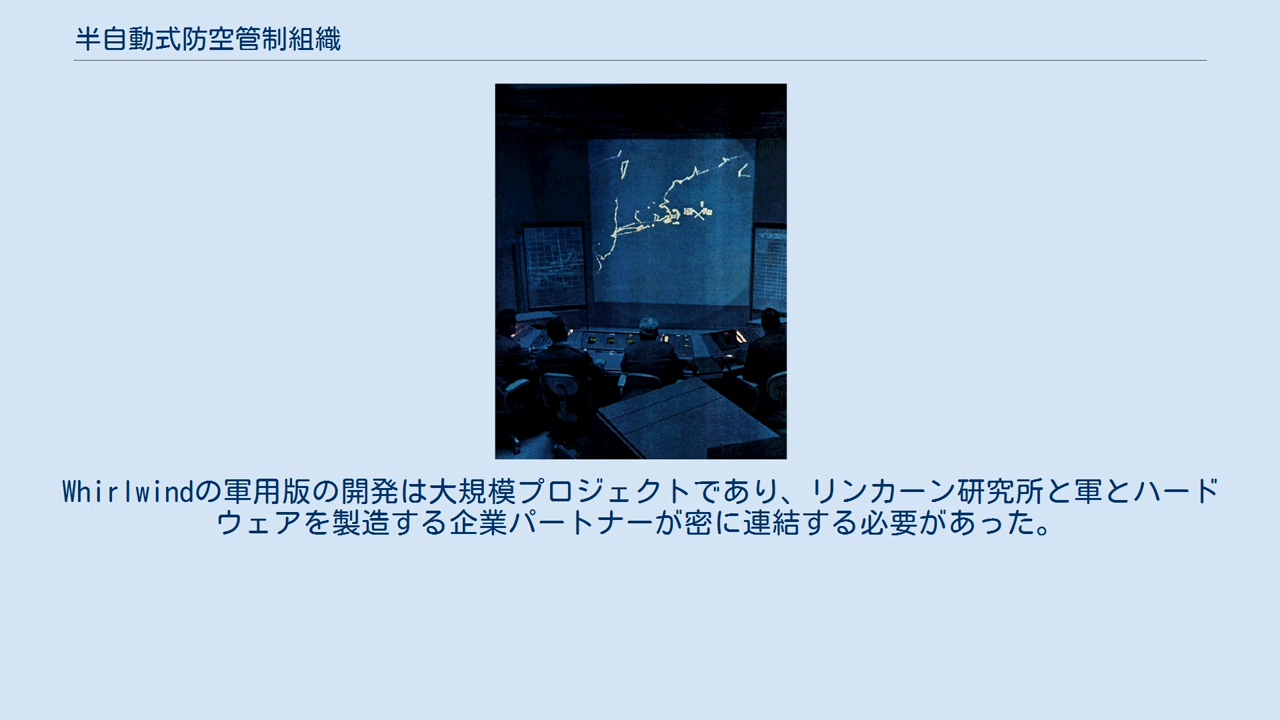 半自動式防空管制組織
Whirlwindの軍用版の開発は大規模プロジェクトであり、リンカーン研究所と軍とハード
ウェアを製造する企業パートナーが密に連結する必要があった。